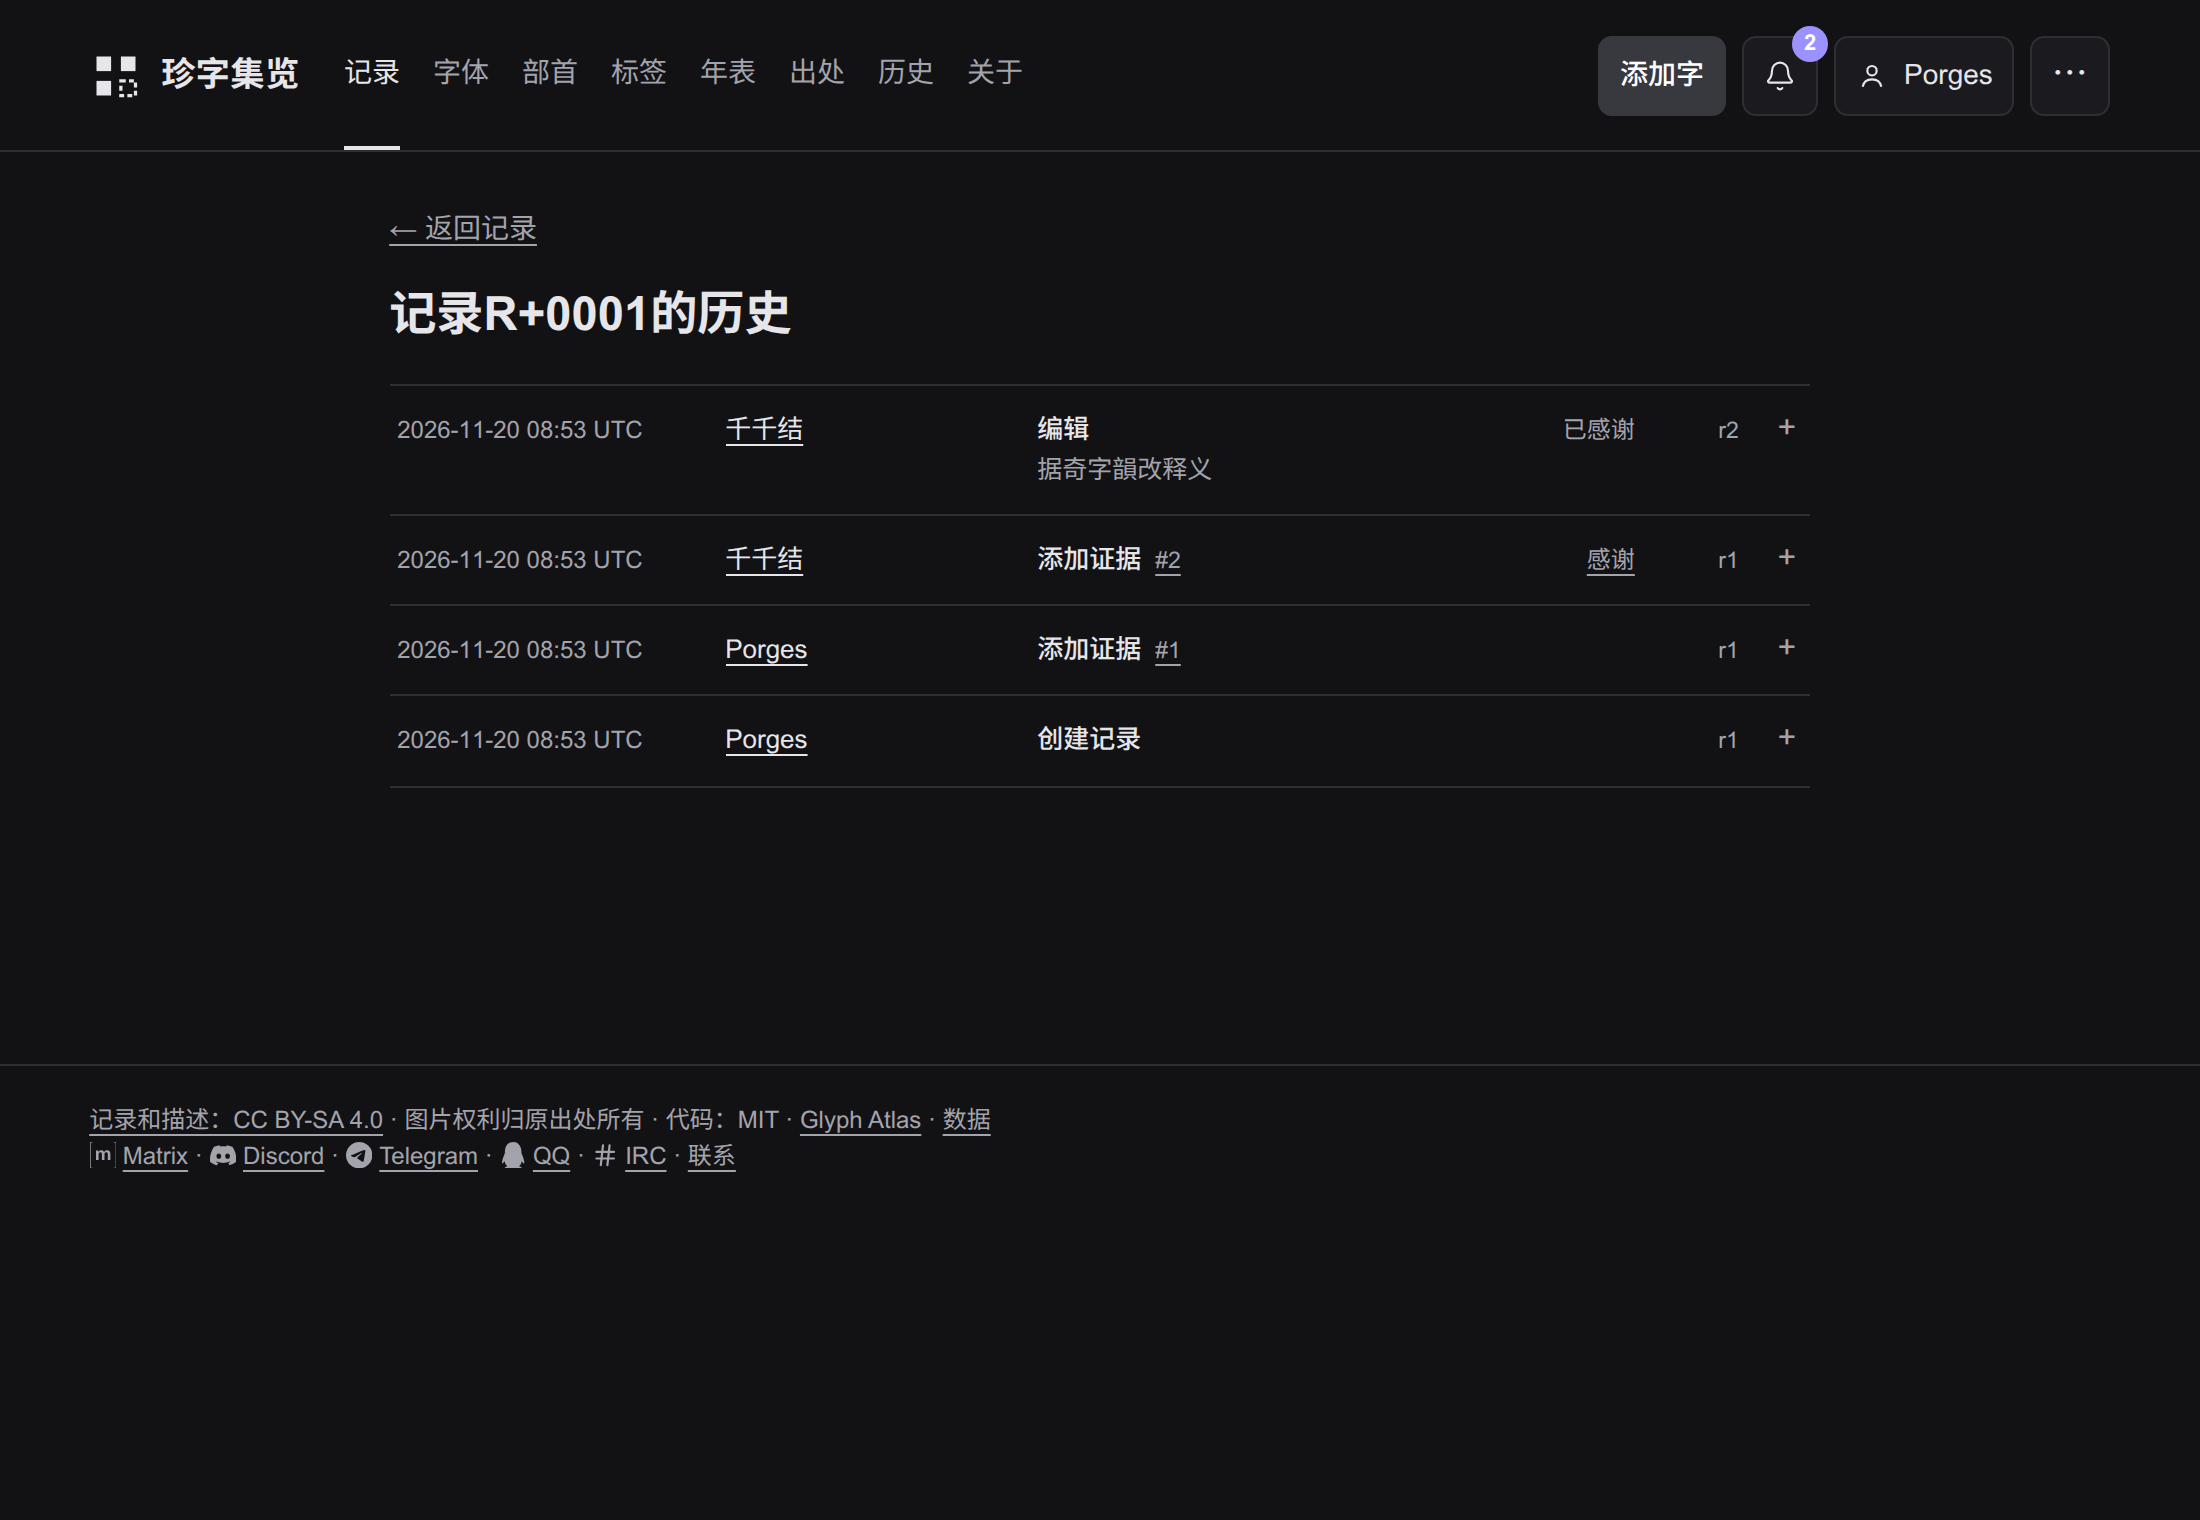 珍字集览 记录 字体 部首 标签 年表 出处 历史 关于 添加字 2 Porges ···
← 返回记录
记录R+0001的历史
2026-11-20 08:53 UTC 千千结 编辑 已感谢 r2 +
据奇字韻改释义
2026-11-20 08:53 UTC 千千结 添加证据 #2 感谢 r1 +
2026-11-20 08:53 UTC Porges 添加证据 #1 r1 +
2026-11-20 08:53 UTC Porges 创建记录 r1 +
记录和描述：CC BY-SA 4.0 · 图片权利归原出处所有 · 代码：MIT · Glyph Atlas · 数据
[m] Matrix · Discord · Telegram · QQ · # IRC · 联系